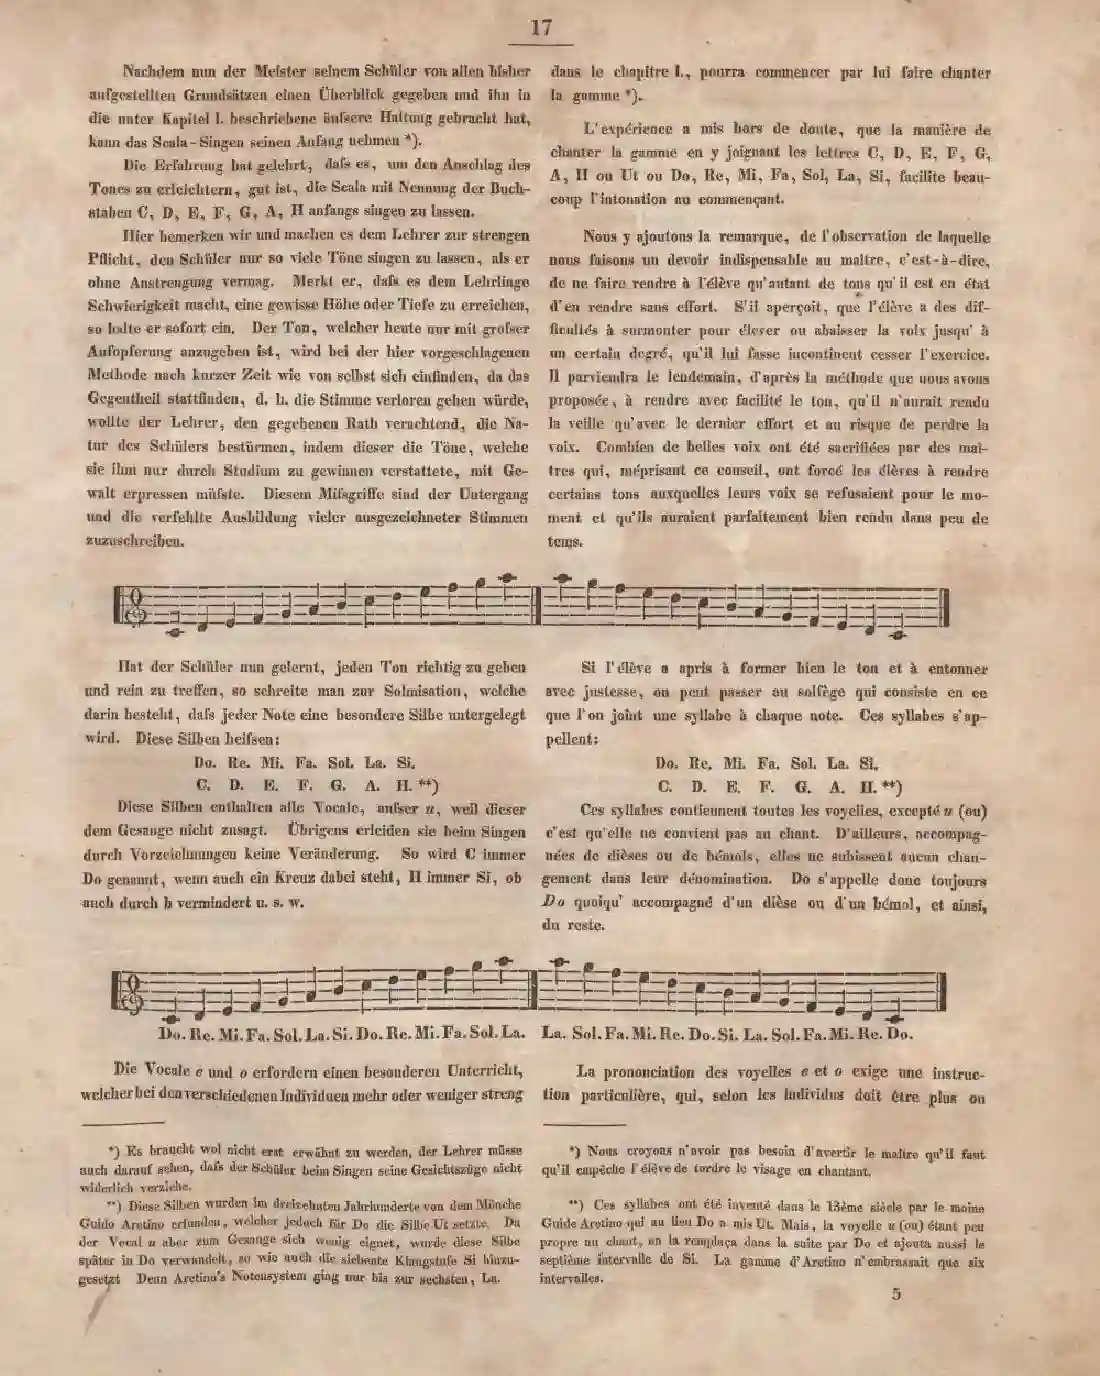 17
Nachdem nun der Meister seinem Schüler von allen bisher
aufgestellten Grundsätzen einen Überblick gegeben und ihn in
die unter Kapitel I. beschriebene äufsere Haltung gebracht hat,
kann das Scala-Singen seinen Anfang nehmen *).
Die Erfahrung hat gelehrt, dafs es, um den Anschlag des
Tones zu erleichtern, gut ist, die Scala mit Nennung der Buch-
staben C, D, E, F, G, A, H anfangs singen zu lassen.
Hier bemerken wir und machen es dem Lehrer zur strengen
Pflicht, den Schüler nur so viele Töne singen zu lassen, als er
ohne Anstrengung vermag. Merkt er, dafs es dem Lehrlinge
Schwierigkeit macht, eine gewisse Höhe oder Tiefe zu erreichen,
so halte er sofort ein. Der Ton, welcher heute nur mit grofser
Aufopferung anzugeben ist, wird bei der hier vorgeschlagenen
Methode nach kurzer Zeit wie von selbst sich einfinden, da das
Gegentheil stattfinden, d. h. die Stimme verloren gehen würde,
wollte der Lehrer, den gegebenen Rath verachtend, die Na-
tur des Schülers bestürmen, indem dieser die Töne, welche
sie ihm nur durch Studium zu gewinnen verstattete, mit Ge-
walt erpressen müfste. Diesem Mifsgriffe sind der Untergang
und die verfehlte Ausbildung vieler ausgezeichneter Stimmen
zuzuschreiben.
dans le chapitre I., pourra commencer par lui faire chanter
la gamme *).
L'expérience a mis hors de doute, que la manière de
chanter la gamme en y joignant les lettres C, D, E, F, G,
A, H ou Ut ou Do, Re, Mi, Fa, Sol, La, Si, facilite beau-
coup l'intonation au commençant.
Nous y ajoutons la remarque, de l'observation de laquelle
nous faisons un devoir indispensable au maître, c'est-à-dire,
de ne faire rendre à l'élève qu'autant de tons qu'il est en état
d'en rendre sans effort. S'il aperçoit, que l'élève a des dif-
ficultés à surmonter pour élever ou abaisser la voix jusqu' à
un certain degré, qu'il lui fasse incontinent cesser l'exercice.
Il parviendra le lendemain, d'après la méthode que nous avons
proposée, à rendre avec facilité le ton, qu'il n'aurait rendu
la veille qu'avec le dernier effort et au risque de perdre la
voix. Combien de belles voix ont été sacrifiées par des maî-
tres qui, méprisant ce conseil, ont forcé les élèves à rendre
certains tons auxquelles leurs voix se refusaient pour le mo-
ment et qu'ils auraient parfaitement bien rendu dans peu de
tems.
Hat der Schüler nun gelernt, jeden Ton richtig zu geben
und rein zu treffen, so schreite man zur Solmisation, welche
darin besteht, dafs jeder Note eine besondere Silbe untergelegt
wird. Diese Silben heifsen:
Do. Re. Mi. Fa. Sol. La. Si.
C. D. E. F. G. A. H. **)
Diese Silben enthalten alle Vocale, aufser u, weil dieser
dem Gesange nicht zusagt. Übrigens erleiden sie beim Singen
durch Vorzeichnungen keine Veränderung. So wird C immer
Do genannt, wenn auch ein Kreuz dabei steht, H immer Si, ob
auch durch b vermindert u. s. w.
Si l'élève a apris à former bien le ton et à entonner
avec justesse, on peut passer au solfège qui consiste en ce
que l'on joint une syllabe à chaque note. Ces syllabes s'ap-
pellent:
Do. Re. Mi. Fa. Sol. La. Si.
C. D. E. F. G. A. H. **)
Ces syllabes contiennent toutes les voyelles, excepté u (ou)
c'est qu'elle ne convient pas au chant. D'ailleurs, accompag-
nées de dièses ou de bémols, elles ne subissent aucun chan-
gement dans leur dénomination. Do s'appelle donc toujours
Do quoiqu' accompagné d'un dièse ou d'un bémol, et ainsi,
du reste.
Do. Re. Mi. Fa. Sol. La. Si. Do. Re. Mi. Fa. Sol. La. La. Sol. Fa. Mi. Re. Do. Si. La. Sol. Fa. Mi. Re. Do.
Die Vocale e und o erfordern einen besonderen Unterricht,
welcher bei den verschiedenen Individuen mehr oder weniger streng
La prononciation des voyelles e et o exige une instruc-
tion particulière, qui, selon les individus doit être plus ou
*) Es braucht wol nicht erst erwähnt zu werden, der Lehrer müsse
auch darauf sehen, dafs der Schüler beim Singen seine Gesichtszüge nicht
widerlich verziehe.
**) Diese Silben wurden im dreizehnten Jahrhunderte von dem Mönche
Guido Aretino erfunden, welcher jedoch für Do die Silbe Ut setzte. Da
der Vocal u aber zum Gesange sich wenig eignet, wurde diese Silbe
später in Do verwandelt, so wie auch die siebente Klangstufe Si hinzu-
gesetzt Denn Aretino's Notensystem ging nur bis zur sechsten, La.
*) Nous croyons n'avoir pas besoin d'avertir le maître qu'il faut
qu'il empêche l'élève de tordre le visage en chantant.
**) Ces syllabes ont été inventé dans le 13ème siècle par le moine
Guide Aretino qui au lieu Do a mis Ut. Mais, la voyelle u (ou) étant peu
propre au chant, on la remplaça dans la suite par Do et ajouta aussi le
septième intervalle de Si. La gamme d'Aretino n'embrassait que six
intervalles.
5